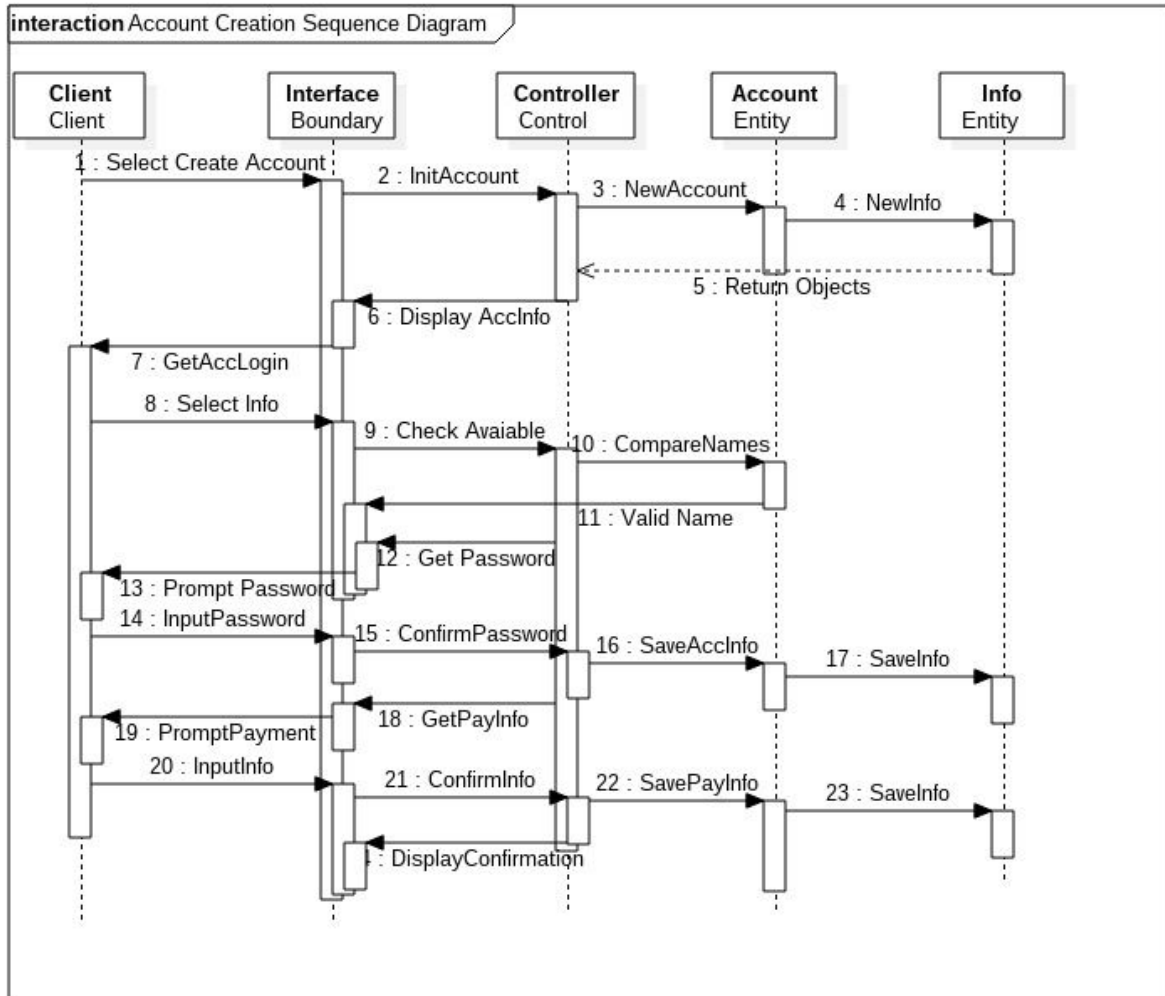 interaction Account Creation Sequence Diagram
Client
Client
Interface
Boundary
Controller
Control
Account
Entity
Info
Entity
1 : Select Create Account
2 : InitAccount
3 : NewAccount
4 : NewInfo
5 : Return Objects
6 : Display AccInfo
7 : GetAccLogin
8 : Select Info
9 : Check Avaiable
10 : CompareNames
11 : Valid Name
12 : Get Password
13 : Prompt Password
14 : InputPassword
15 : ConfirmPassword
16 : SaveAccInfo
17 : SaveInfo
18 : GetPayInfo
19 : PromptPayment
20 : InputInfo
21 : ConfirmInfo
22 : SavePayInfo
23 : SaveInfo
4 : DisplayConfirmation